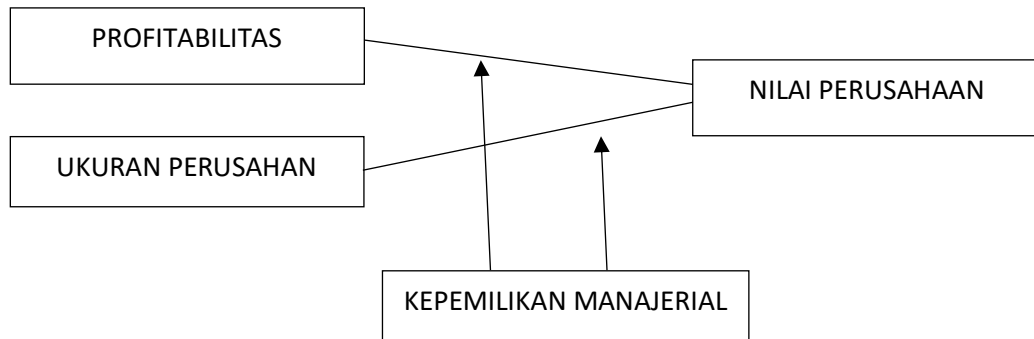 PROFITABILITAS
NILAI PERUSAHAAN
UKURAN PERUSAHAN
KEPEMILIKAN MANAJERIAL